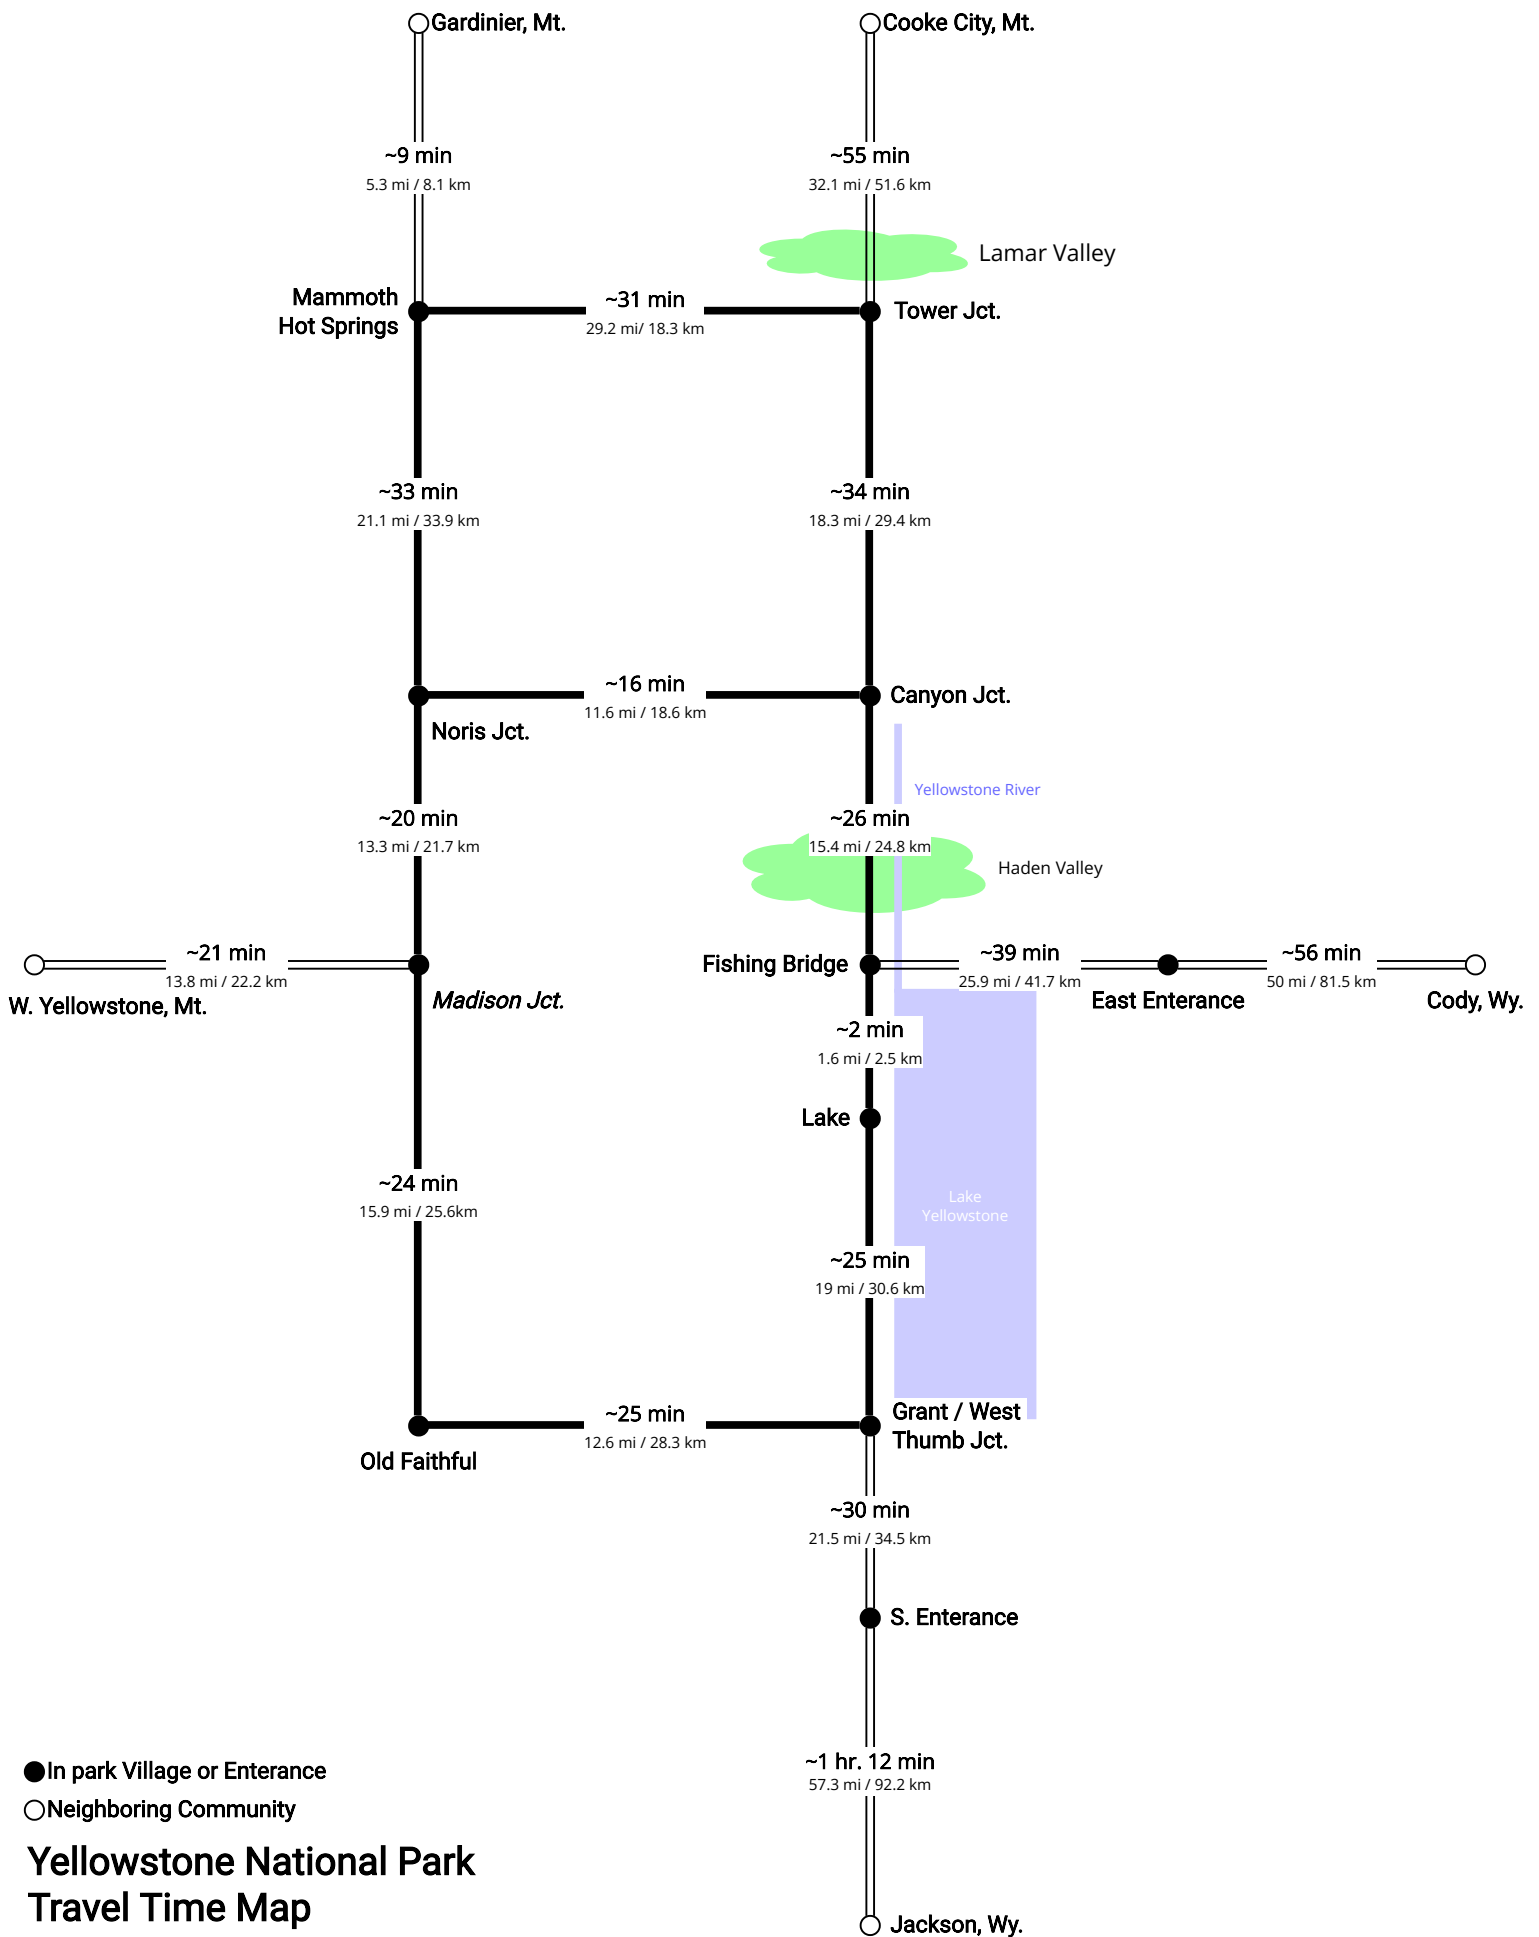 Gardinier, Mt.
Cooke City, Mt.
~9 min
5.3 mi / 8.1 km
~55 min
32.1 mi / 51.6 km
Lamar Valley
Mammoth
Hot Springs
~31 min
29.2 mi/ 18.3 km
Tower Jct.
~33 min
21.1 mi / 33.9 km
~34 min
18.3 mi / 29.4 km
~16 min
11.6 mi / 18.6 km
Canyon Jct.
Noris Jct.
Yellowstone River
~20 min
13.3 mi / 21.7 km
~26 min
15.4 mi / 24.8 km
Haden Valley
~21 min
13.8 mi / 22.2 km
W. Yellowstone, Mt.
Madison Jct.
Fishing Bridge
~39 min
25.9 mi / 41.7 km
East Enterance
~56 min
50 mi / 81.5 km
Cody, Wy.
~2 min
1.6 mi / 2.5 km
Lake
~24 min
15.9 mi / 25.6km
Lake
Yellowstone
~25 min
19 mi / 30.6 km
~25 min
12.6 mi / 28.3 km
Grant / West
Thumb Jct.
Old Faithful
~30 min
21.5 mi / 34.5 km
S. Enterance
~1 hr. 12 min
57.3 mi / 92.2 km
Jackson, Wy.
In park Village or Enterance
Neighboring Community
Yellowstone National Park
Travel Time Map